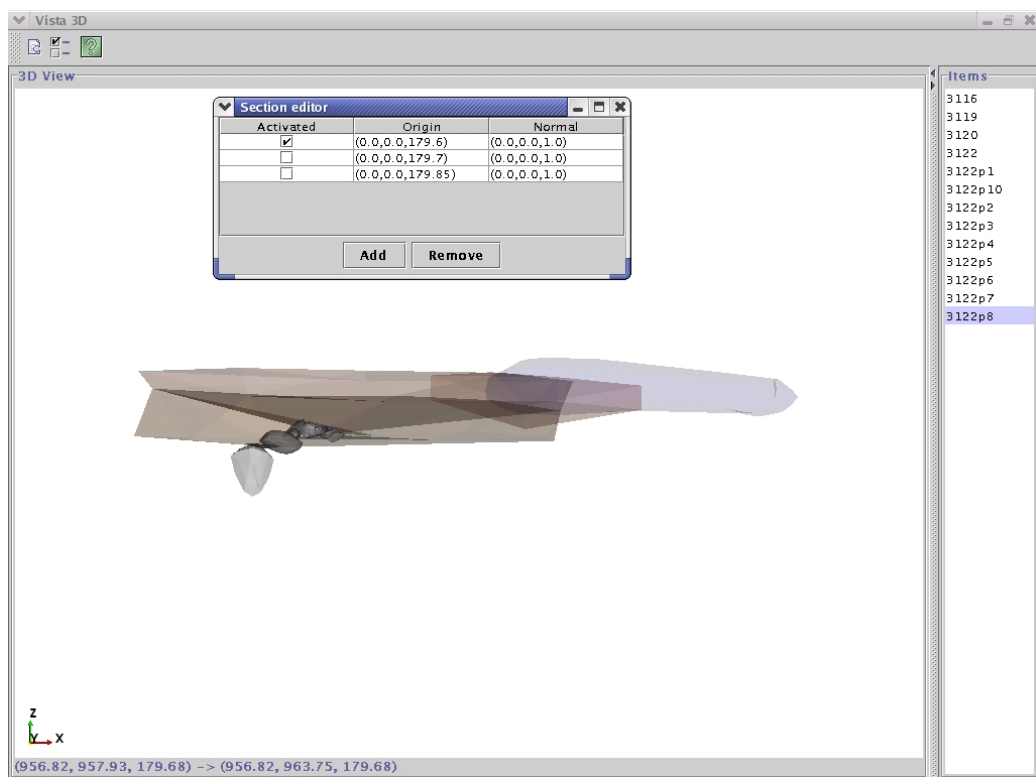 Vista 3D
3D View
Items
Section editor
Activated Origin Normal
(0.0,0.0,179.6) (0.0,0.0,1.0)
(0.0,0.0,179.7) (0.0,0.0,1.0)
(0.0,0.0,179.85) (0.0,0.0,1.0)
Add Remove
3116
3119
3120
3122
3122p1
3122p10
3122p2
3122p3
3122p4
3122p5
3122p6
3122p7
3122p8
Z
Y X
(956.82, 957.93, 179.68) -> (956.82, 963.75, 179.68)